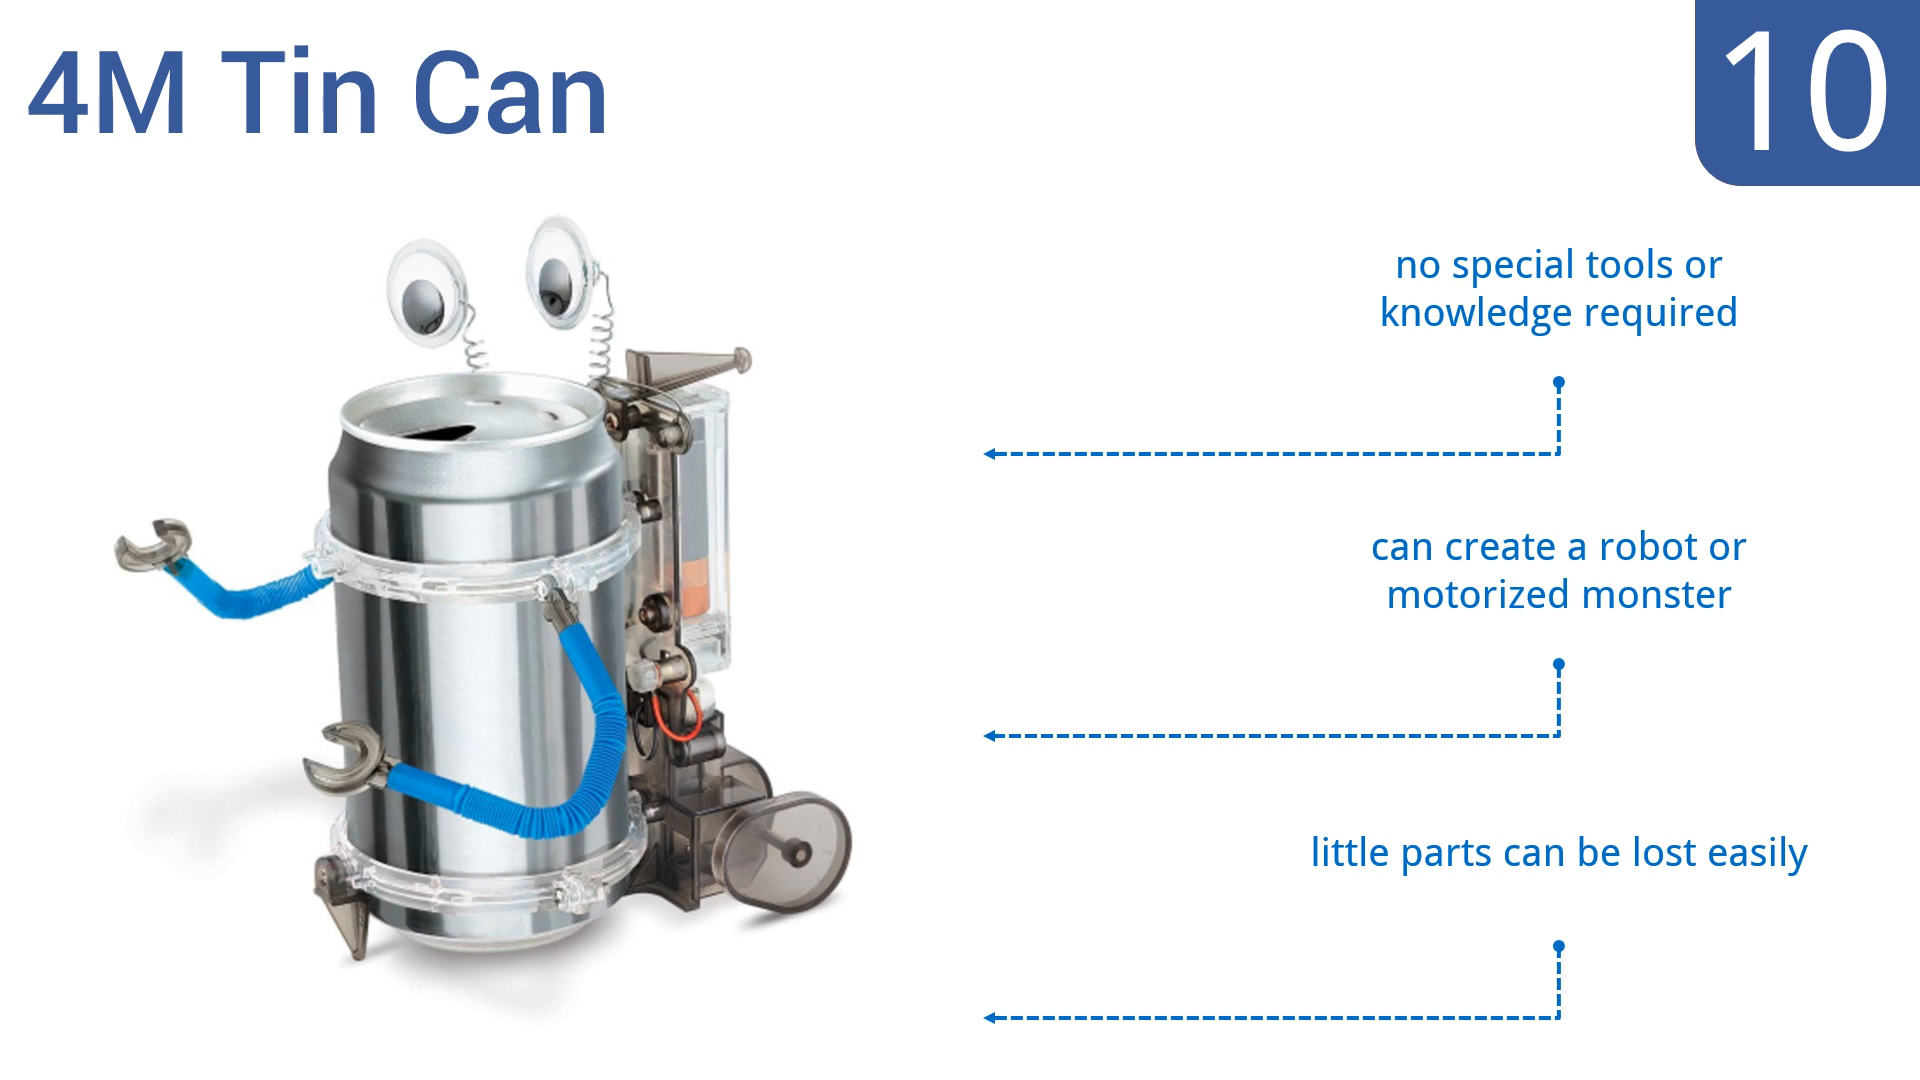 4M Tin Can
10
no special tools or
knowledge required
can create a robot or
motorized monster
little parts can be lost easily